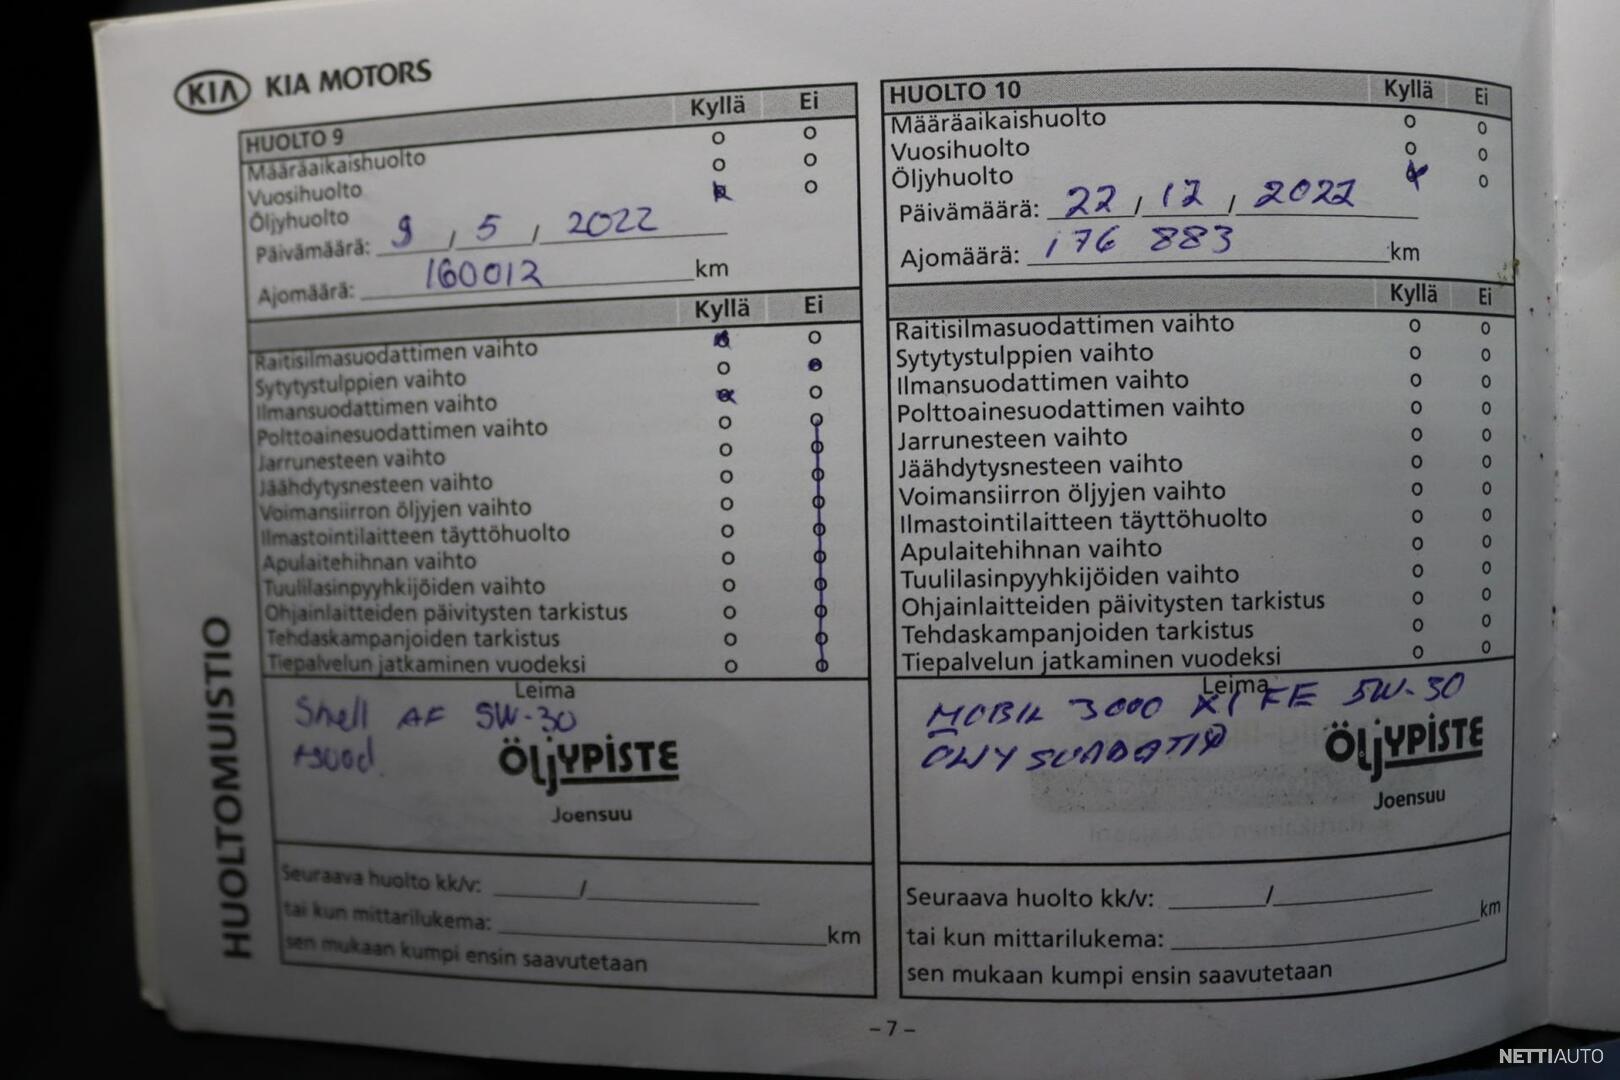 KIA KIA MOTORS
HUOLTO 9 Kyllä Ei
Määräaikaishuolto
Vuosihuolto
Öljyhuolto
Päivämäärä: 9 / 5 / 2022
Ajomäärä: 160012 km
Kyllä Ei
Raitisilmasuodattimen vaihto
Sytytystulppien vaihto
Ilmansuodattimen vaihto
Polttoainesuodattimen vaihto
Jarrunesteen vaihto
Jäähdytysnesteen vaihto
Voimansiirron öljyjen vaihto
Ilmastointilaitteen täyttöhuolto
Apulaitehihnan vaihto
Tuulilasinpyyhkijöiden vaihto
Ohjainlaitteiden päivitysten tarkistus
Tehdaskampanjoiden tarkistus
Tiepalvelun jatkaminen vuodeksi
Leima
Shell AF 5W-30
ÖLJYPISTE
Joensuu
Seuraava huolto kk/v: /
tai kun mittarilukema: km
sen mukaan kumpi ensin saavutetaan
HUOLTO 10 Kyllä Ei
Määräaikaishuolto
Vuosihuolto
Öljyhuolto
Päivämäärä: 22 / 12 / 2022
Ajomäärä: 176 883 km
Kyllä Ei
Raitisilmasuodattimen vaihto
Sytytystulppien vaihto
Ilmansuodattimen vaihto
Polttoainesuodattimen vaihto
Jarrunesteen vaihto
Jäähdytysnesteen vaihto
Voimansiirron öljyjen vaihto
Ilmastointilaitteen täyttöhuolto
Apulaitehihnan vaihto
Tuulilasinpyyhkijöiden vaihto
Ohjainlaitteiden päivitysten tarkistus
Tehdaskampanjoiden tarkistus
Tiepalvelun jatkaminen vuodeksi
Leima
MOBIL 3000 X1 FE 5W-30
ÖLJYSUODATIN
ÖLJYPISTE
Joensuu
Seuraava huolto kk/v: /
tai kun mittarilukema: km
sen mukaan kumpi ensin saavutetaan
HUOLTOMUISTIO
– 7 –
NETTIAUTO